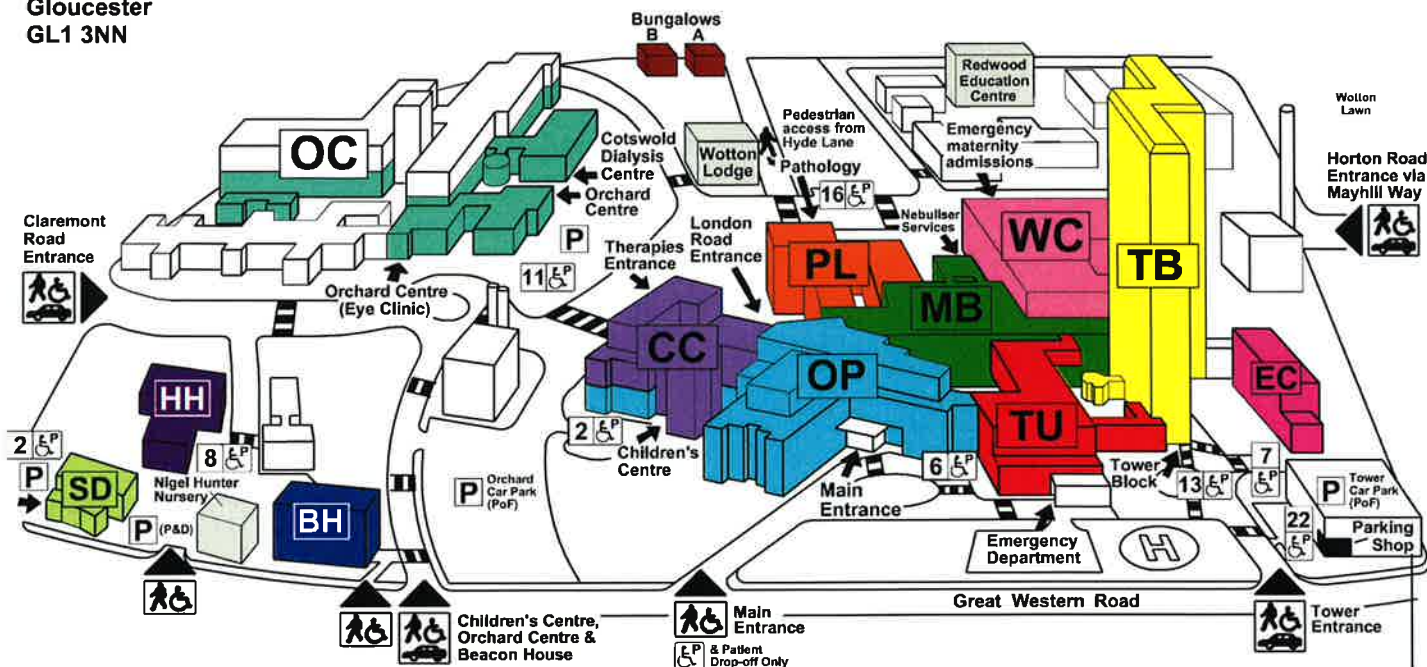 Gloucester
GL1 3NN
Bungalows
B A
Redwood
Education
Centre
Wotton
Lawn
Horton Road
Entrance via
Mayhill Way
OC
Cotswold
Dialysis
Centre
Orchard
Centre
Wotton
Lodge
Pedestrian
access from
Hyde Lane
Pathology
16 P
Emergency
maternity
admissions
Nebuliser
Services
Claremont
Road
Entrance
P
11 P
Therapies
Entrance
London
Road
Entrance
Orchard Centre
(Eye Clinic)
PL
WC
TB
MB
CC
OP
TU
EC
HH
2 P
P
SD
8 P
Nigel Hunter
Nursery
P (P&D)
BH
P Orchard
Car Park
(PoF)
2 P
Children's
Centre
Main
Entrance
6 P
Emergency
Department
H
Tower
Block
13 P
7
P
22
P
P Tower
Car Park
(PoF)
Parking
Shop
Great Western Road
Children's Centre,
Orchard Centre &
Beacon House
Main
Entrance
P & Patient
Drop-off Only
Tower
Entrance